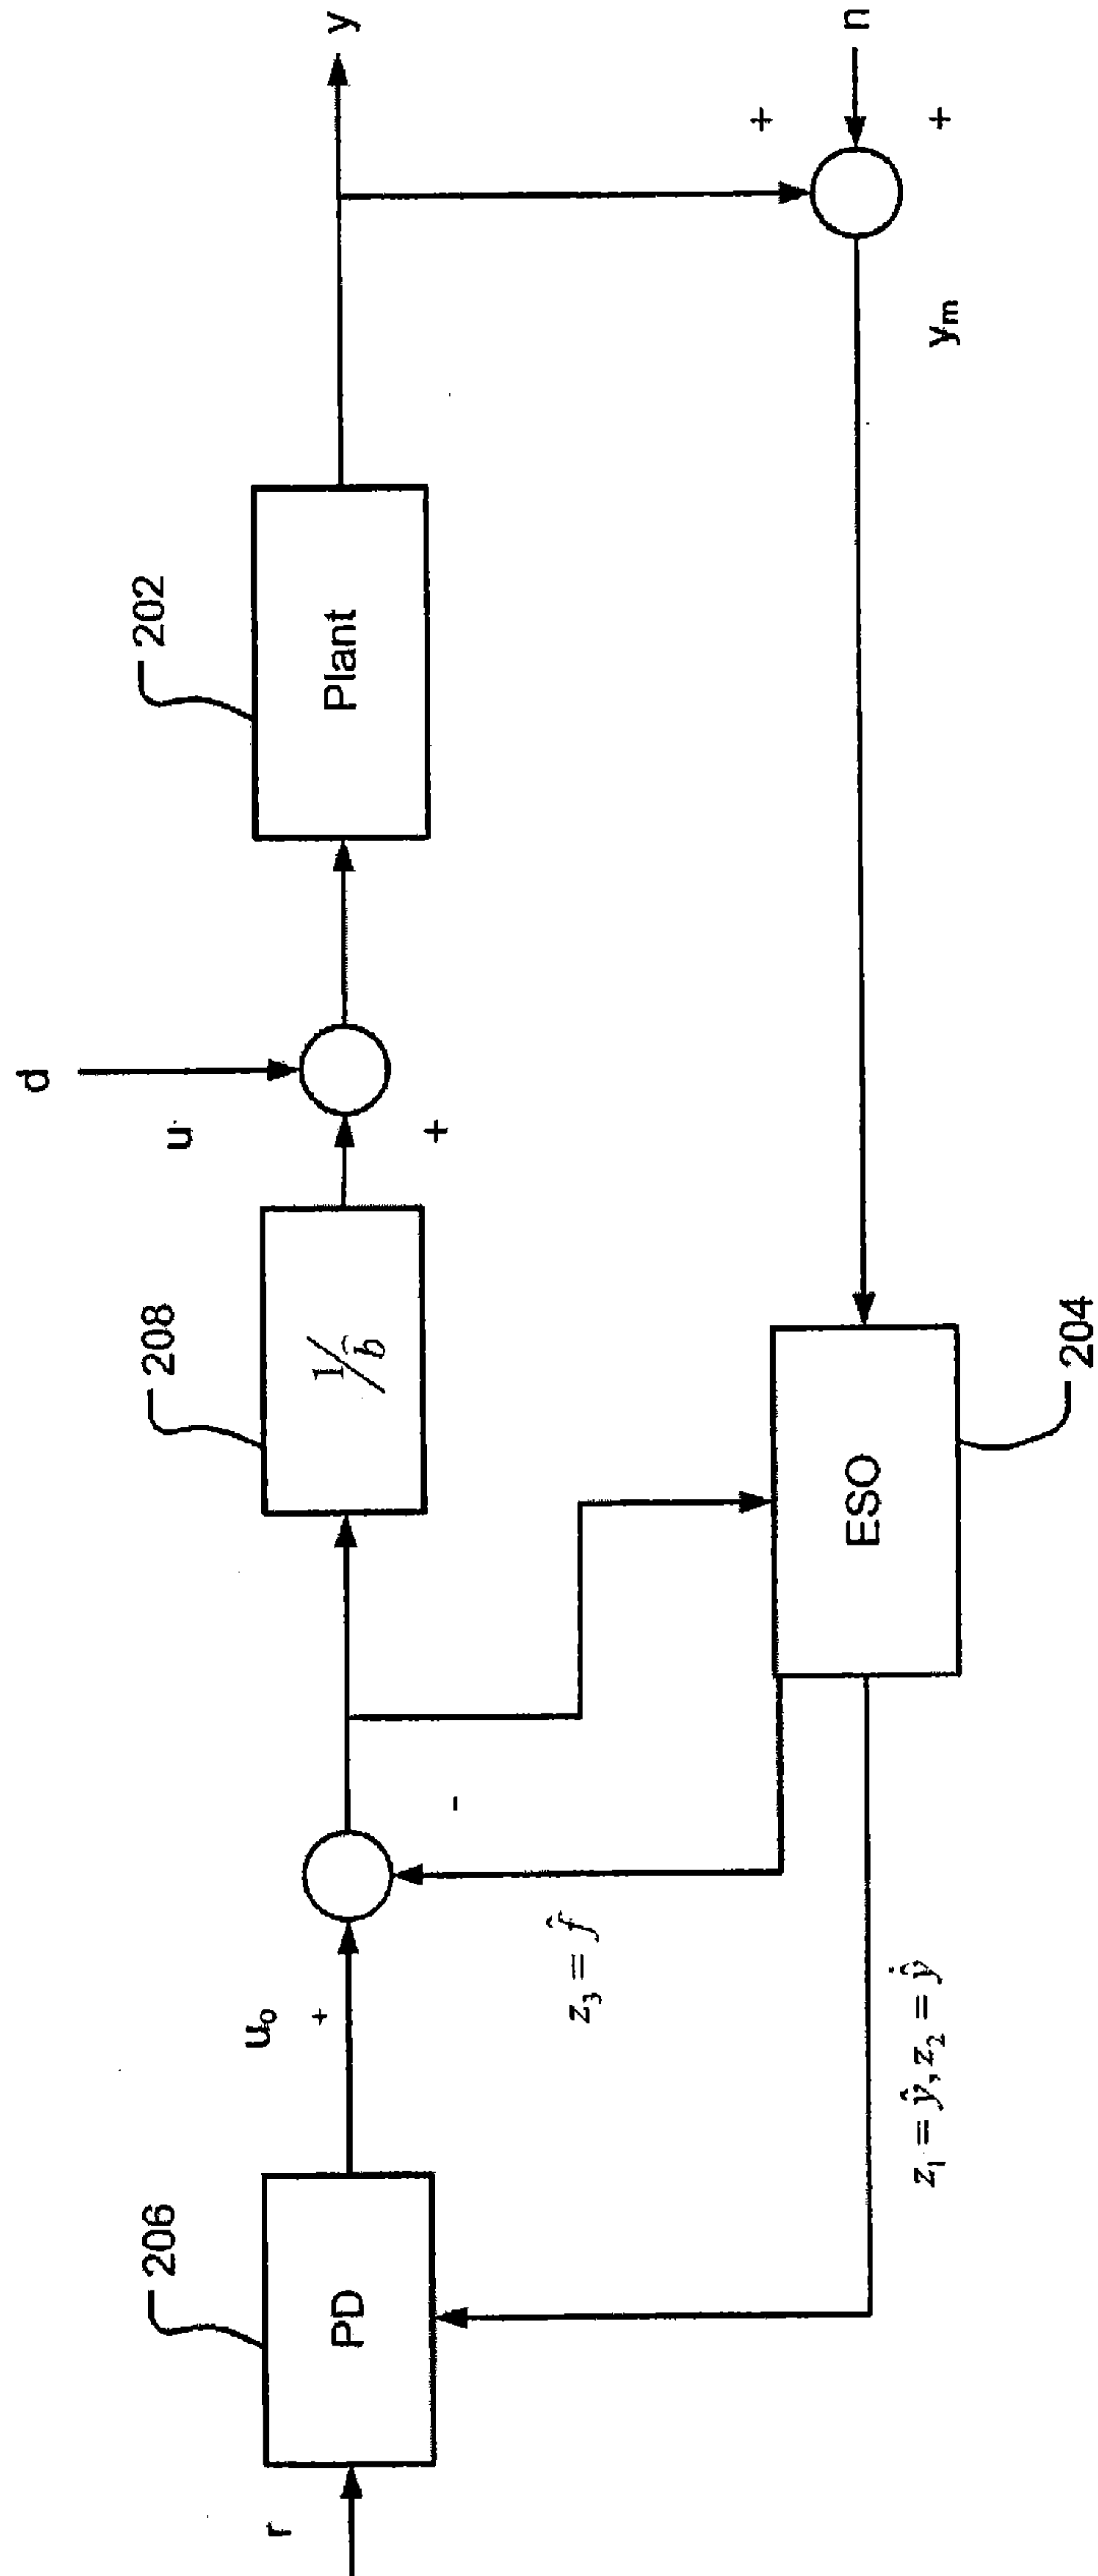 r
206
PD
u₀
+
-
z₃ = f̂
z₁ = ŷ, z₂ = ŷ̇
208
1/b̂
u
+
d
ESO
204
202
Plant
y
yₘ
+
+
n